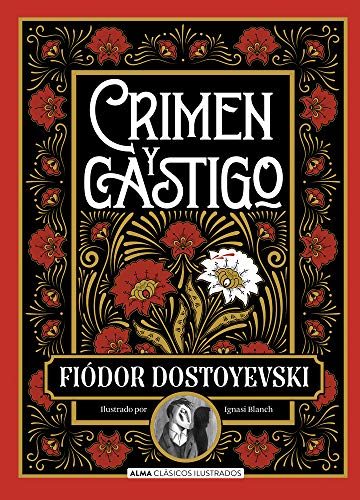 CRIMEN
Y
CASTIGO
FIÓDOR DOSTOYEVSKI
Ilustrado por Ignasi Blanch
ALMA CLÁSICOS ILUSTRADOS